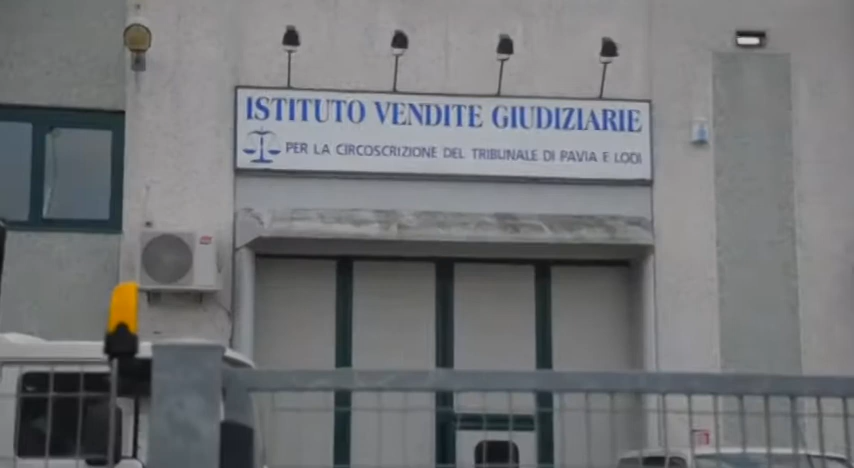 ISTITUTO VENDITE GIUDIZIARIE
PER LA CIRCOSCRIZIONE DEL TRIBUNALE DI PAVIA E LODI